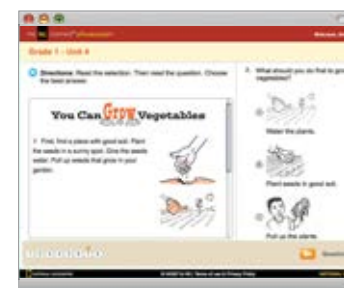 Grade 1 - Unit 4
Directions: Read the selection. Then read the question. Choose
the best answer.
You Can Grow Vegetables
1 First, find a place with good soil. Plant
the seeds in a sunny spot. Give the seeds
water. Pull up weeds that grow in your
garden.
What should you do first to grow
vegetables?
Water the plants.
Plant seeds in good soil.
Pull up the plants.